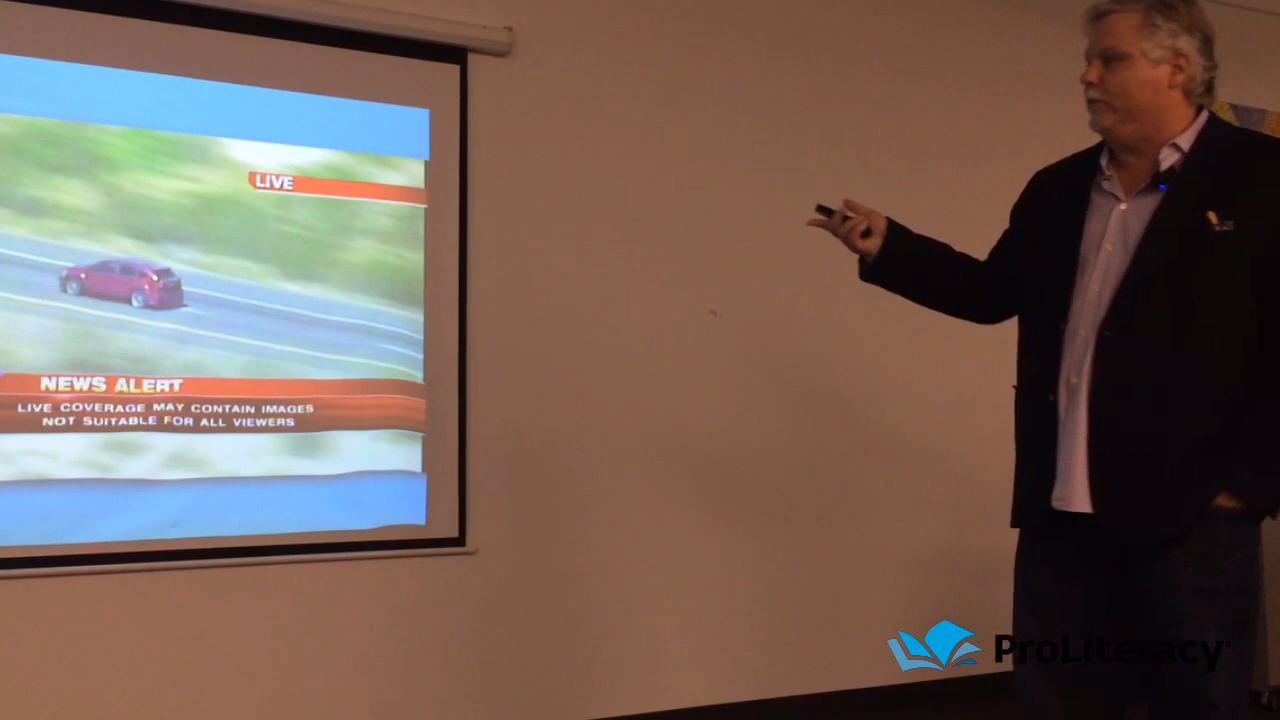 LIVE
NEWS ALERT
LIVE COVERAGE MAY CONTAIN IMAGES
NOT SUITABLE FOR ALL VIEWERS
ProLiteracy